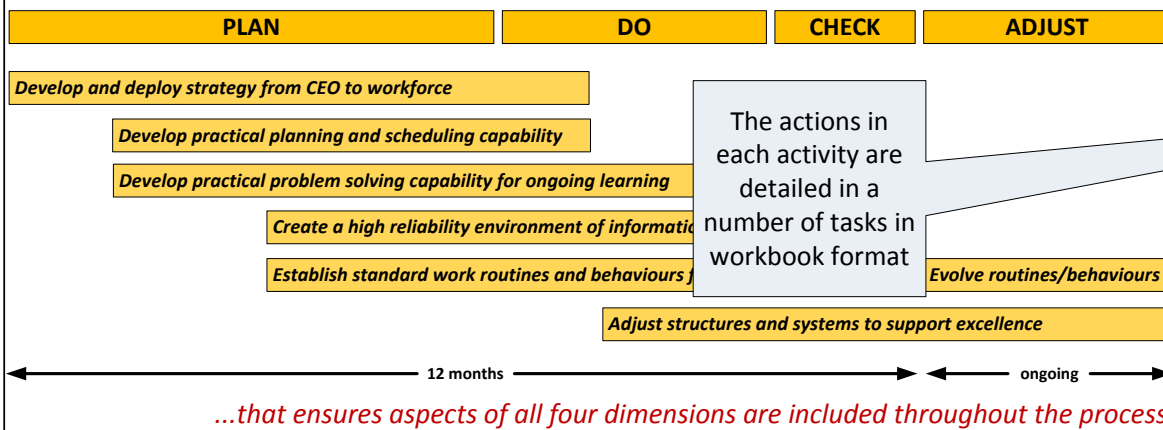 PLAN DO CHECK ADJUST
Develop and deploy strategy from CEO to workforce
Develop practical planning and scheduling capability
Develop practical problem solving capability for ongoing learning
Create a high reliability environment of
Establish standard work routines and behaviours
The actions in
each activity are
detailed in a
number of tasks in
workbook format
Evolve routines/behaviours
Adjust structures and systems to support excellence
12 months
ongoing
...that ensures aspects of all four dimensions are included throughout the process